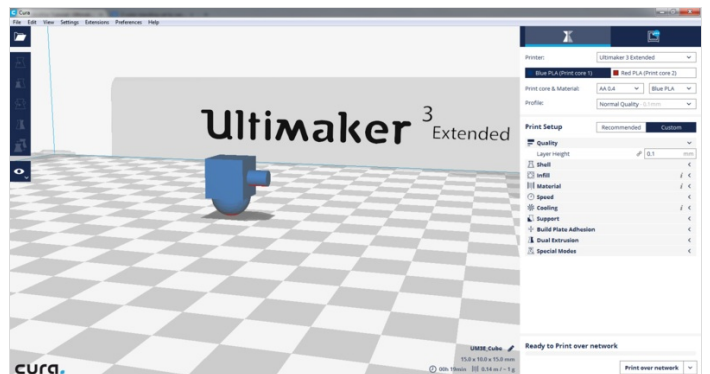 Cura
File Edit View Settings Extensions Preferences Help
Ultimaker 3 Extended
Printer: Ultimaker 3 Extended
Blue PLA (Print core 1) Red PLA (Print core 2)
Print core & Material: AA 0.4 Blue PLA
Profile: Normal Quality - 0.1mm
Print Setup Recommended Custom
Quality
Layer Height 0.1 mm
Shell
Infill i
Material i
Speed
Cooling i
Support
Build Plate Adhesion
Dual Extrusion
Special Modes
UM3E_Cube
15.0 x 10.0 x 15.0 mm
00h 19min 0.14 m / ~ 1 g
cura.
Ready to Print over network
Print over network